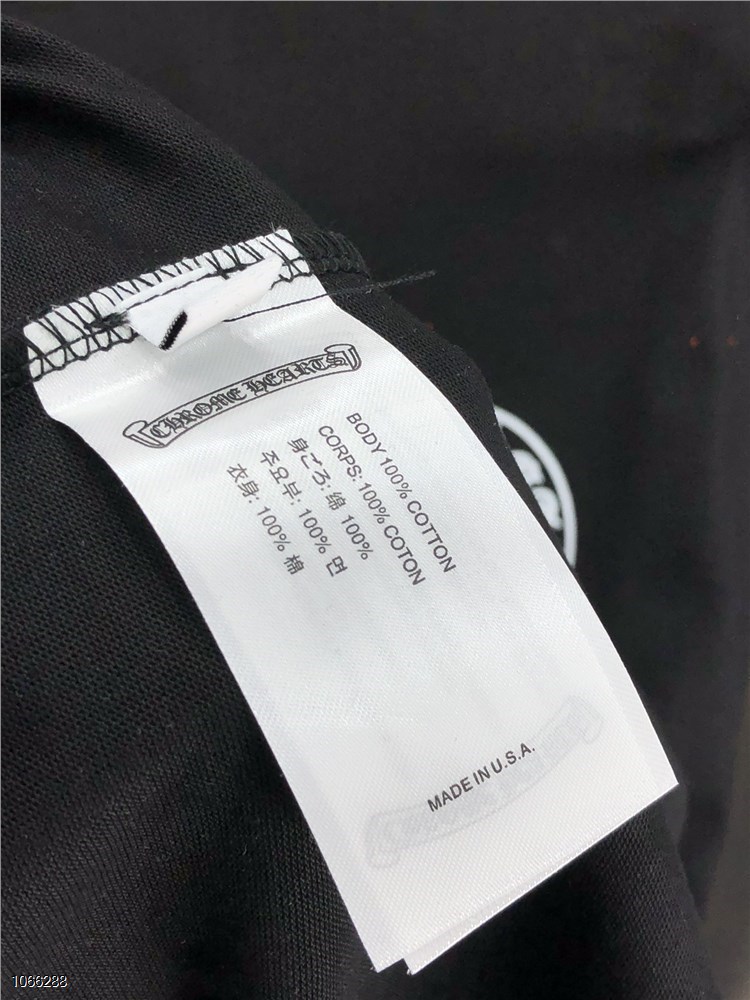 CHROME HEARTS
BODY 100% COTTON
CORPS: 100% COTON
身ごろ: 绵 100%
주요부: 100% 면
衣身: 100% 棉
MADE IN U.S.A.
1066288